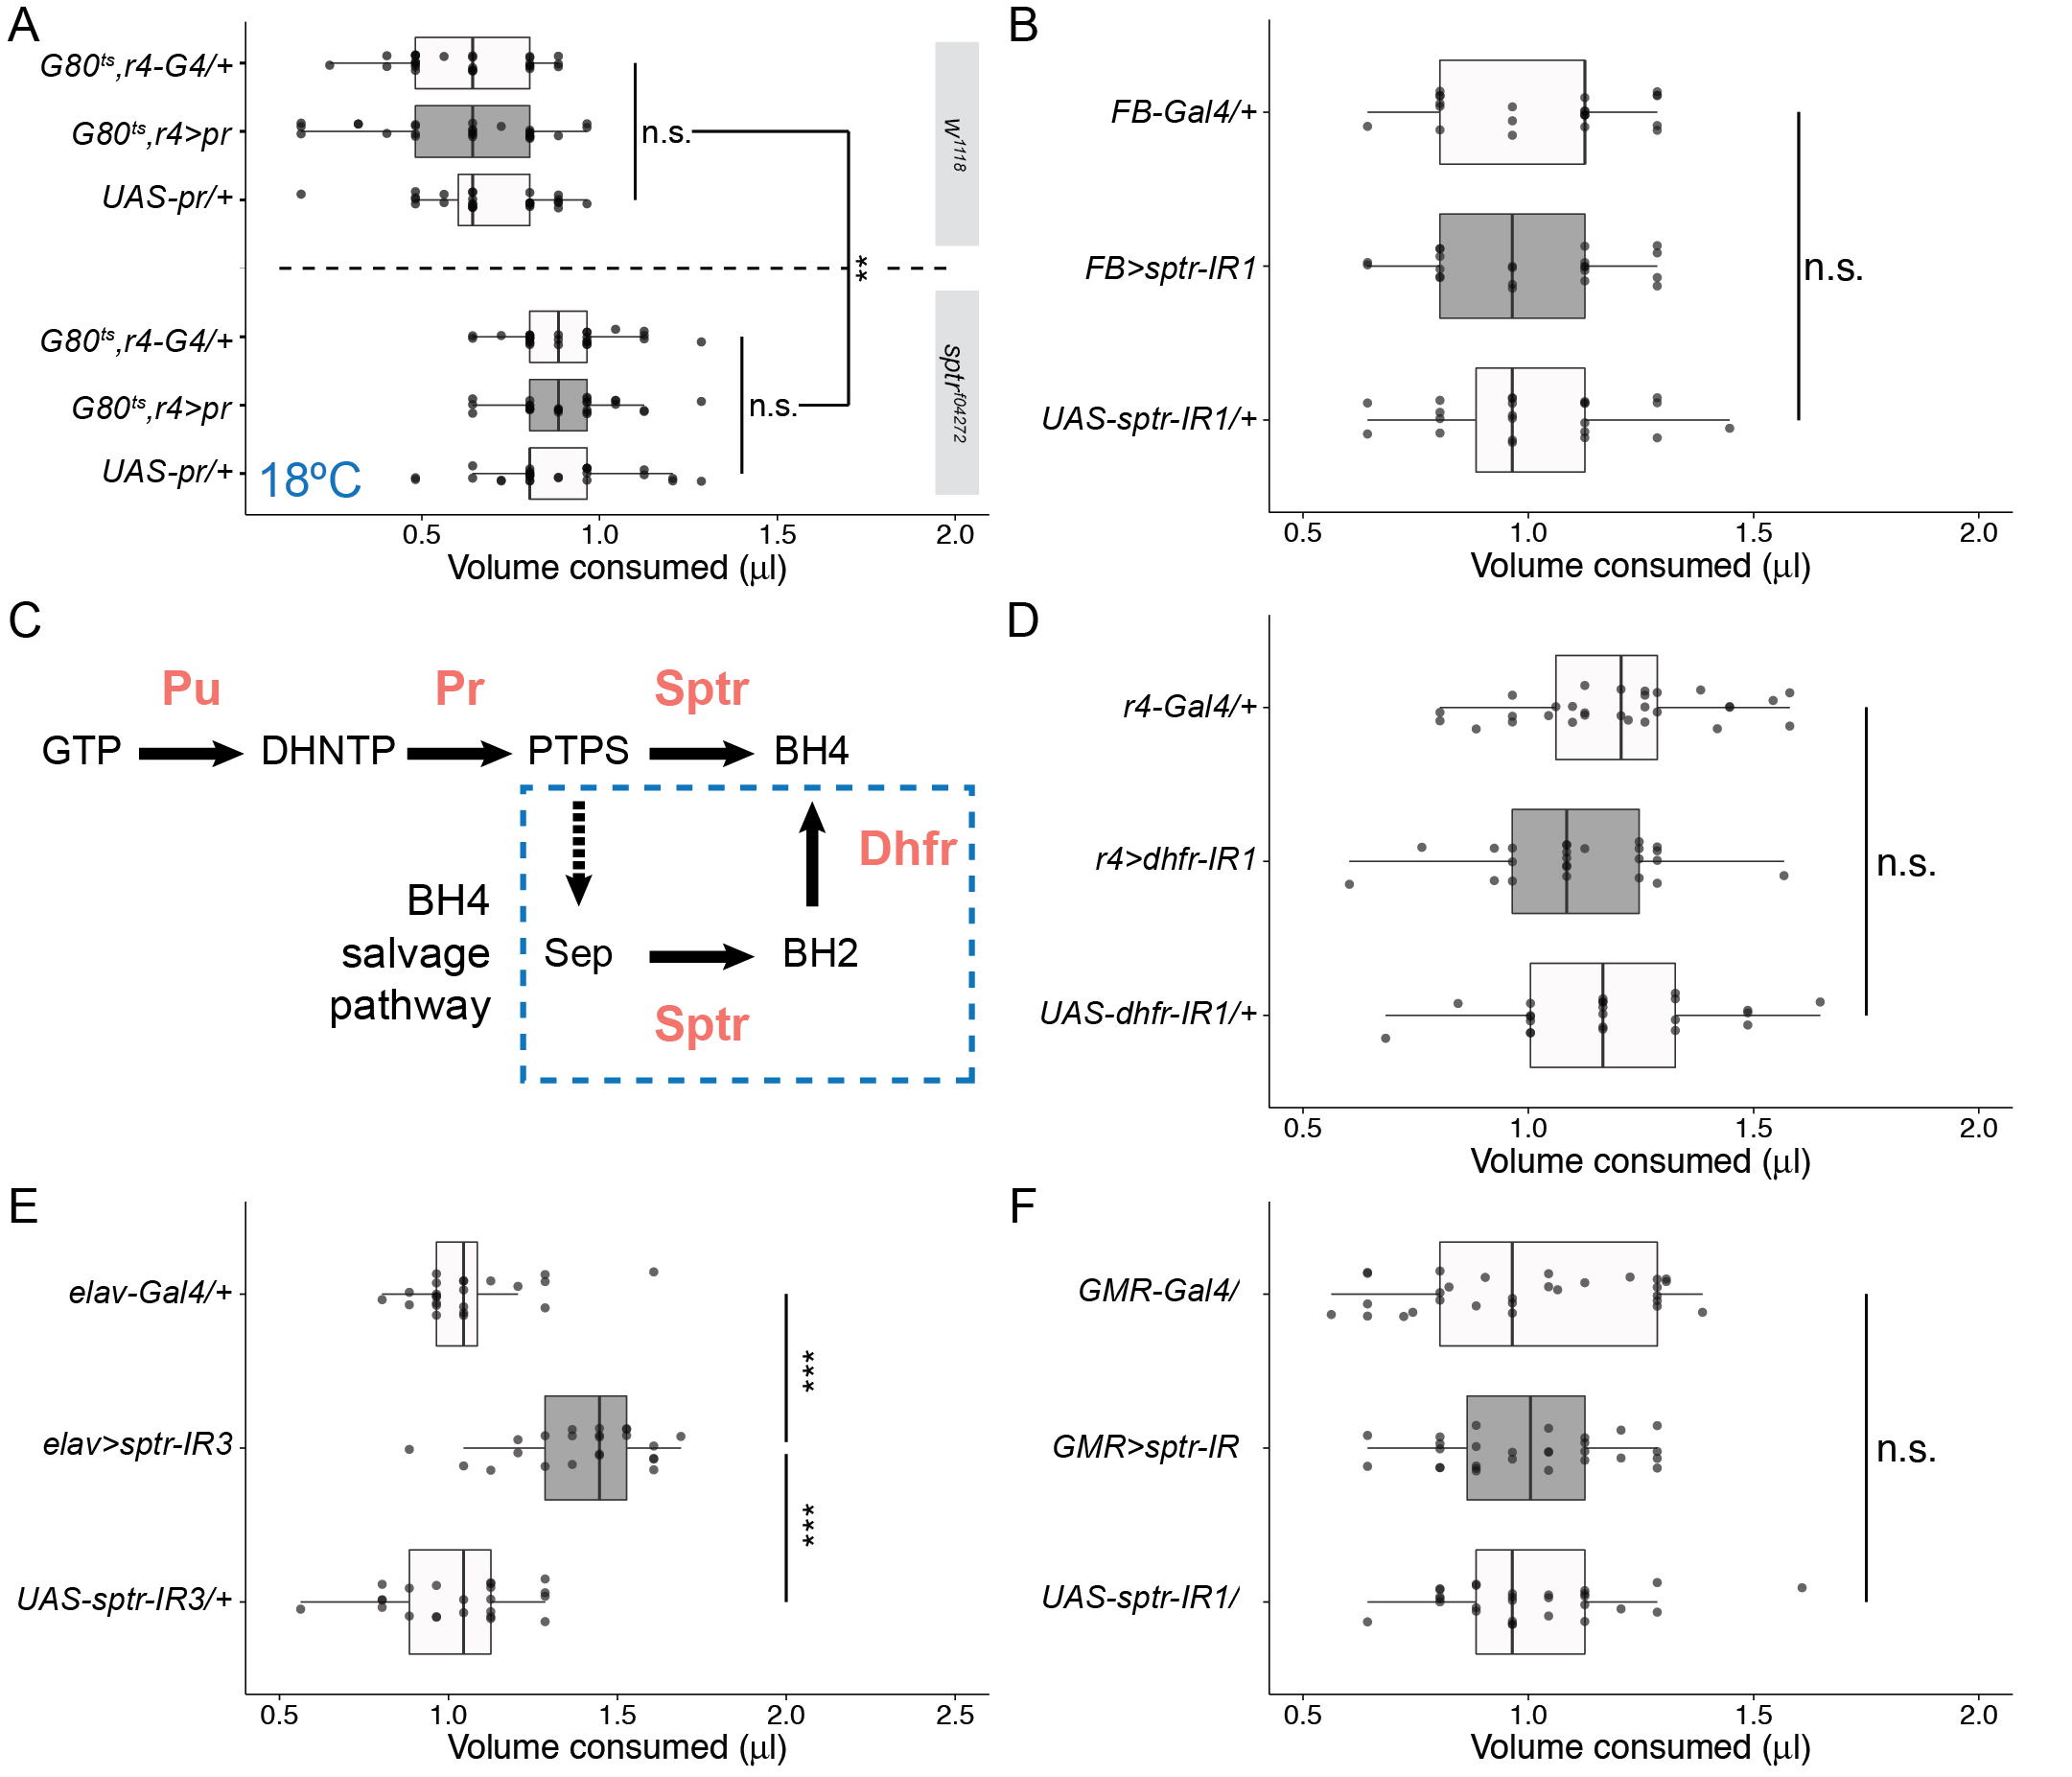 A
G80ts,r4-G4/+
G80ts,r4>pr
UAS-pr/+
n.s.
w1118
**
G80ts,r4-G4/+
G80ts,r4>pr
UAS-pr/+
n.s.
sptrf04272
18ºC
0.5 1.0 1.5 2.0
Volume consumed (µl)
B
FB-Gal4/+
FB>sptr-IR1
UAS-sptr-IR1/+
n.s.
0.5 1.0 1.5 2.0
Volume consumed (µl)
C
Pu Pr Sptr
GTP DHNTP PTPS BH4
Dhfr
BH4
salvage
pathway
Sep BH2
Sptr
D
r4-Gal4/+
r4>dhfr-IR1
UAS-dhfr-IR1/+
n.s.
0.5 1.0 1.5 2.0
Volume consumed (µl)
E
elav-Gal4/+
elav>sptr-IR3
UAS-sptr-IR3/+
***
***
0.5 1.0 1.5 2.0 2.5
Volume consumed (µl)
F
GMR-Gal4/
GMR>sptr-IR
UAS-sptr-IR1/
n.s.
0.5 1.0 1.5 2.0
Volume consumed (µl)